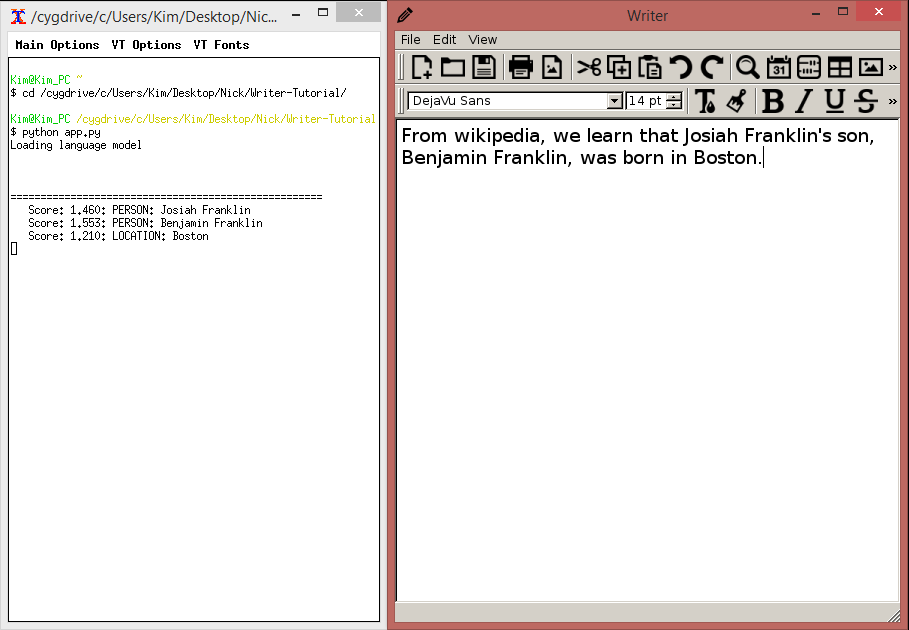 /cygdrive/c/Users/Kim/Desktop/Nick/Wri...
Main Options VT Options VT Fonts
Kim@Kim_PC ~
$ cd /cygdrive/c/Users/Kim/Desktop/Nick/Writer-Tutorial/
Kim@Kim_PC /cygdrive/c/Users/Kim/Desktop/Nick/Writer-Tutorial
$ python app.py
Loading language model
====================================================
Score: 1.460: PERSON: Josiah Franklin
Score: 1.553: PERSON: Benjamin Franklin
Score: 1.210: LOCATION: Boston
Writer
File Edit View
31
»
DejaVu Sans 14 pt T B I U S »
From wikipedia, we learn that Josiah Franklin's son,
Benjamin Franklin, was born in Boston.